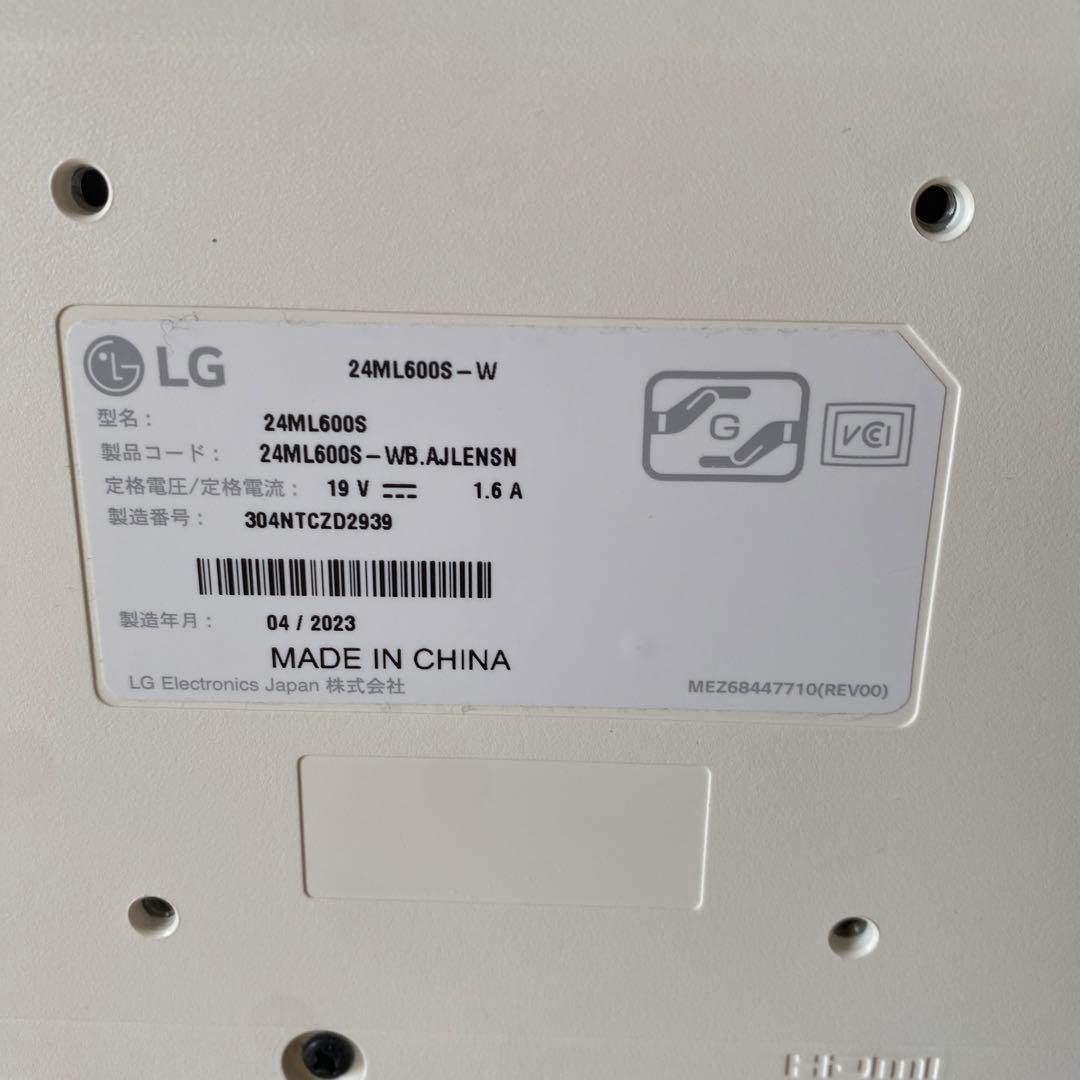 LG 24ML600S-W
型名： 24ML600S
製品コード： 24ML600S-WB.AJLENSN
定格電圧/定格電流： 19 V ⎓ 1.6 A
製造番号： 304NTCZD2939
製造年月： 04 / 2023
MADE IN CHINA
LG Electronics Japan 株式会社
MEZ68447710(REV00)
G
VCCI